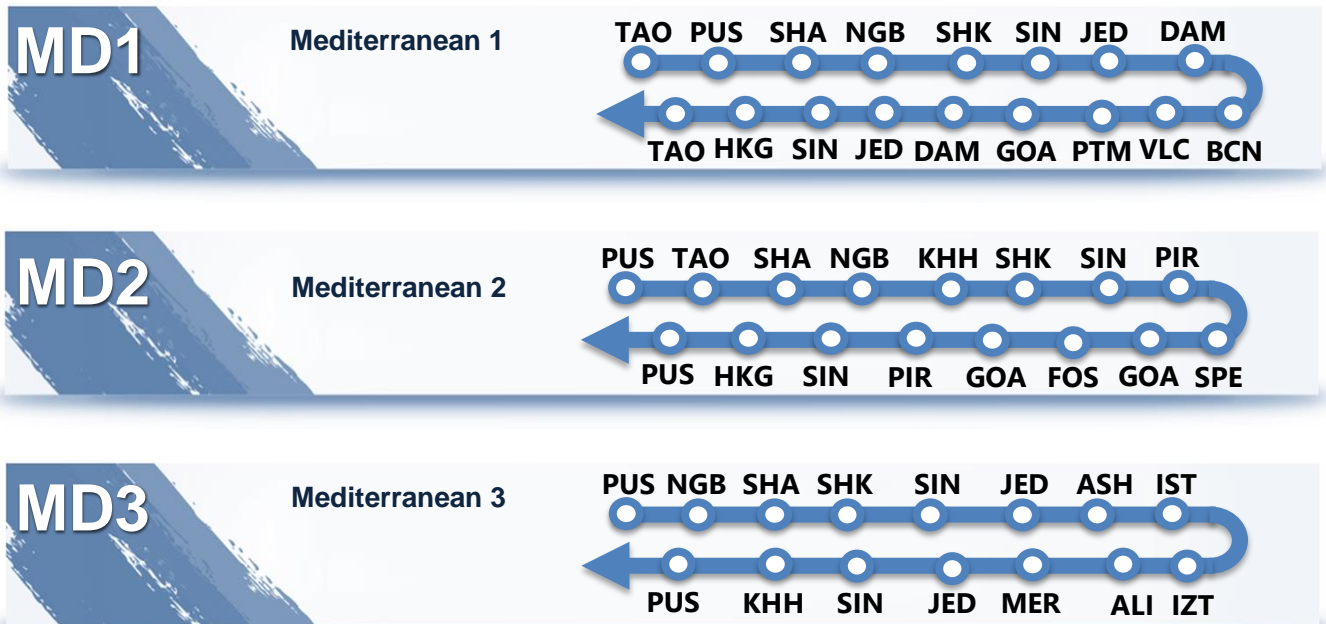 MD1
Mediterranean 1
TAO PUS SHA NGB SHK SIN JED DAM
TAO HKG SIN JED DAM GOA PTM VLC BCN
MD2
Mediterranean 2
PUS TAO SHA NGB KHH SHK SIN PIR
PUS HKG SIN PIR GOA FOS GOA SPE
MD3
Mediterranean 3
PUS NGB SHA SHK SIN JED ASH IST
PUS KHH SIN JED MER ALI IZT